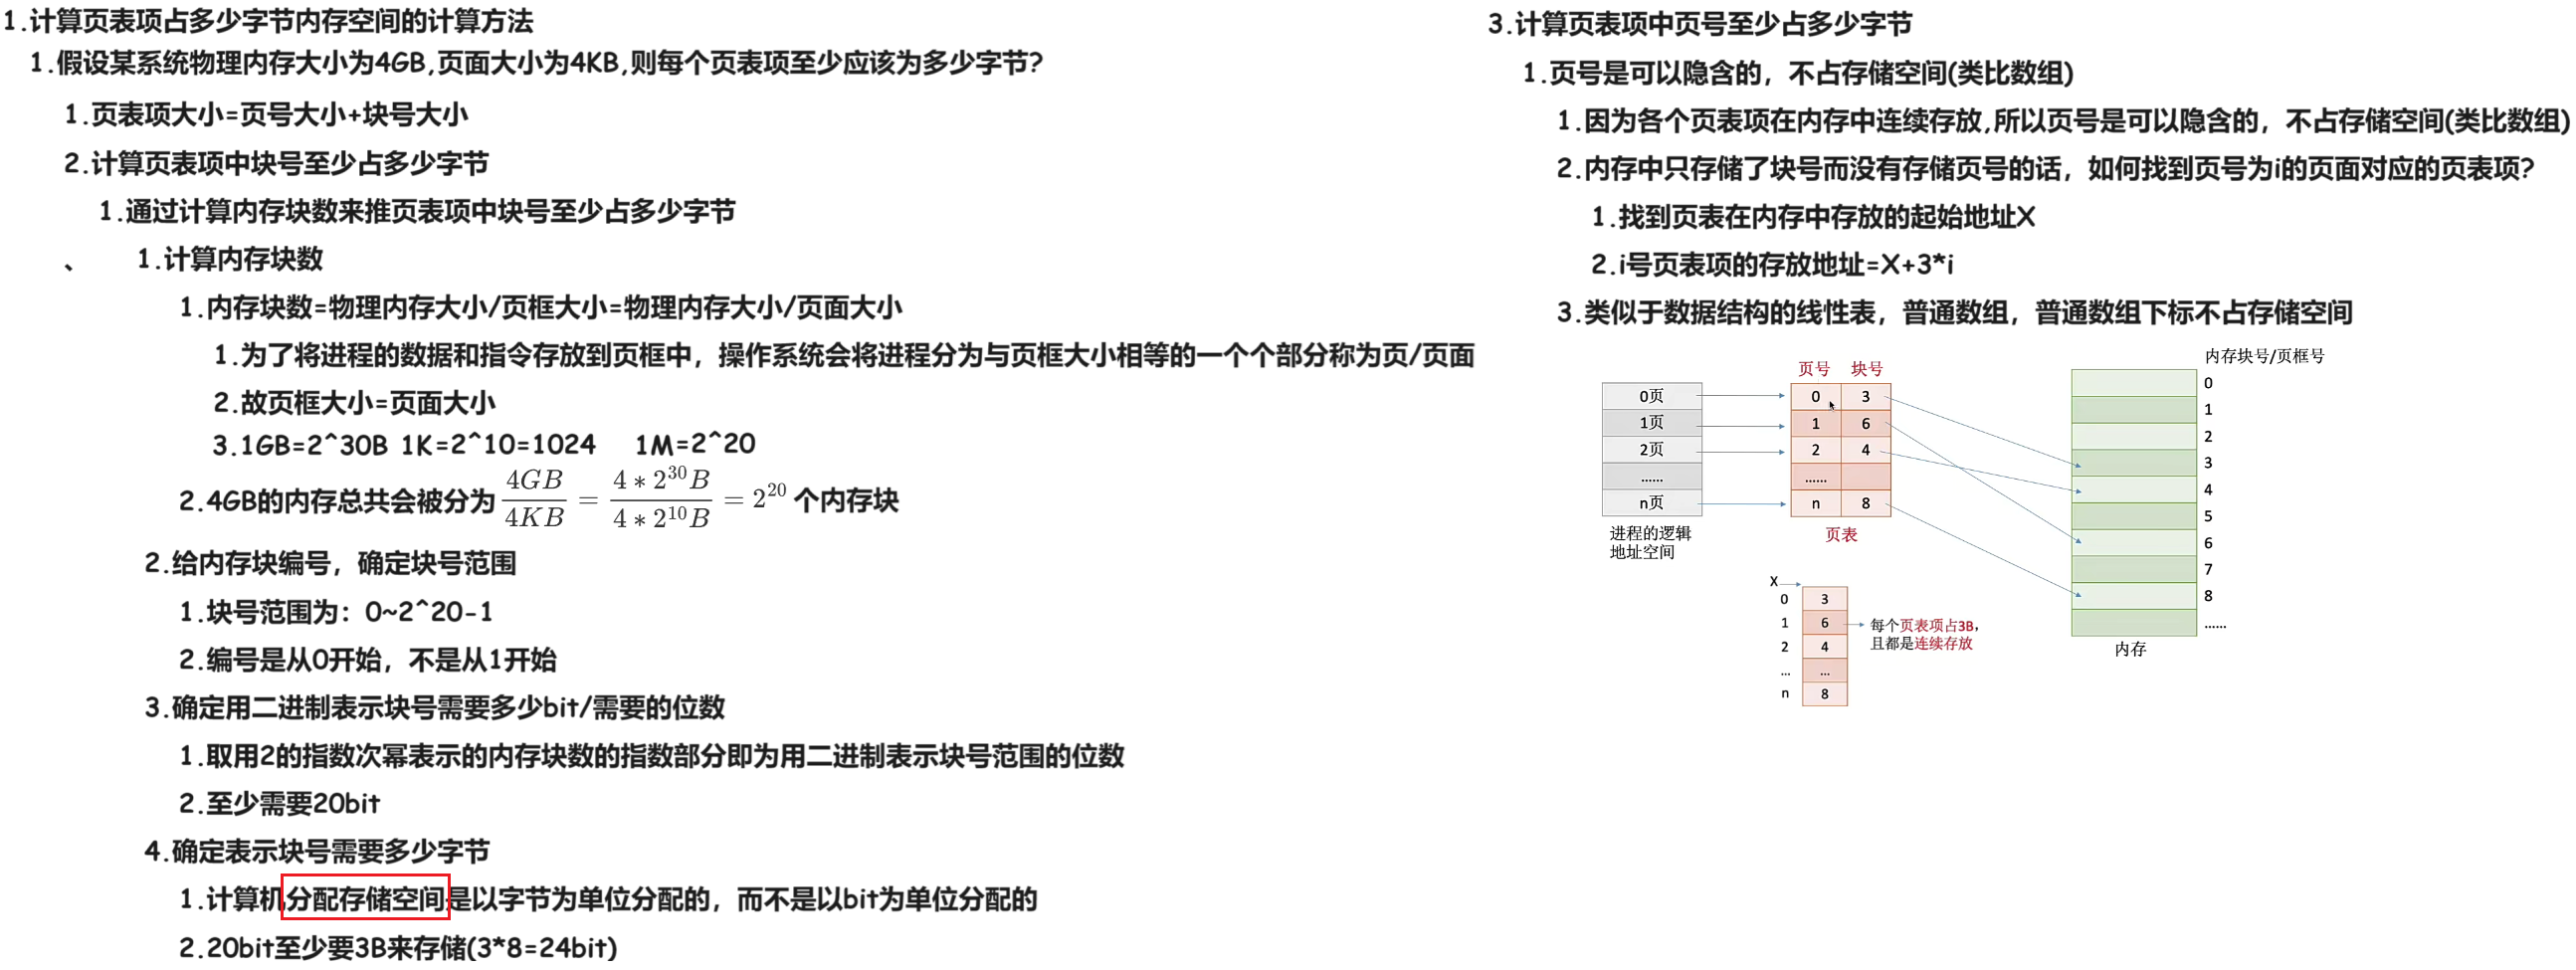 1.计算页表项占多少字节内存空间的计算方法
1.假设某系统物理内存大小为4GB,页面大小为4KB,则每个页表项至少应该为多少字节?
1.页表项大小=页号大小+块号大小
2.计算页表项中块号至少占多少字节
1.通过计算内存块数来推页表项中块号至少占多少字节
、 1.计算内存块数
1.内存块数=物理内存大小/页框大小=物理内存大小/页面大小
1.为了将进程的数据和指令存放到页框中，操作系统会将进程分为与页框大小相等的一个个部分称为页/页面
2.故页框大小=页面大小
3.1GB=2^30B 1K=2^10=1024 1M=2^20
2.4GB的内存总共会被分为 4GB/4KB = 4*2^30B/4*2^10B = 2^20 个内存块
2.给内存块编号，确定块号范围
1.块号范围为：0~2^20-1
2.编号是从0开始，不是从1开始
3.确定用二进制表示块号需要多少bit/需要的位数
1.取用2的指数次幂表示的内存块数的指数部分即为用二进制表示块号范围的位数
2.至少需要20bit
4.确定表示块号需要多少字节
1.计算机分配存储空间是以字节为单位分配的，而不是以bit为单位分配的
2.20bit至少要3B来存储(3*8=24bit)
3.计算页表项中页号至少占多少字节
1.页号是可以隐含的，不占存储空间(类比数组)
1.因为各个页表项在内存中连续存放,所以页号是可以隐含的，不占存储空间(类比数组)
2.内存中只存储了块号而没有存储页号的话，如何找到页号为i的页面对应的页表项?
1.找到页表在内存中存放的起始地址X
2.i号页表项的存放地址=X+3*i
3.类似于数据结构的线性表，普通数组，普通数组下标不占存储空间
0页
1页
2页
......
n页
进程的逻辑
地址空间
页号 块号
0 3
1 6
2 4
......
n 8
页表
内存块号/页框号
0
1
2
3
4
5
6
7
8
......
内存
X
0 3
1 6
2 4
... ...
n 8
每个页表项占3B，
且都是连续存放